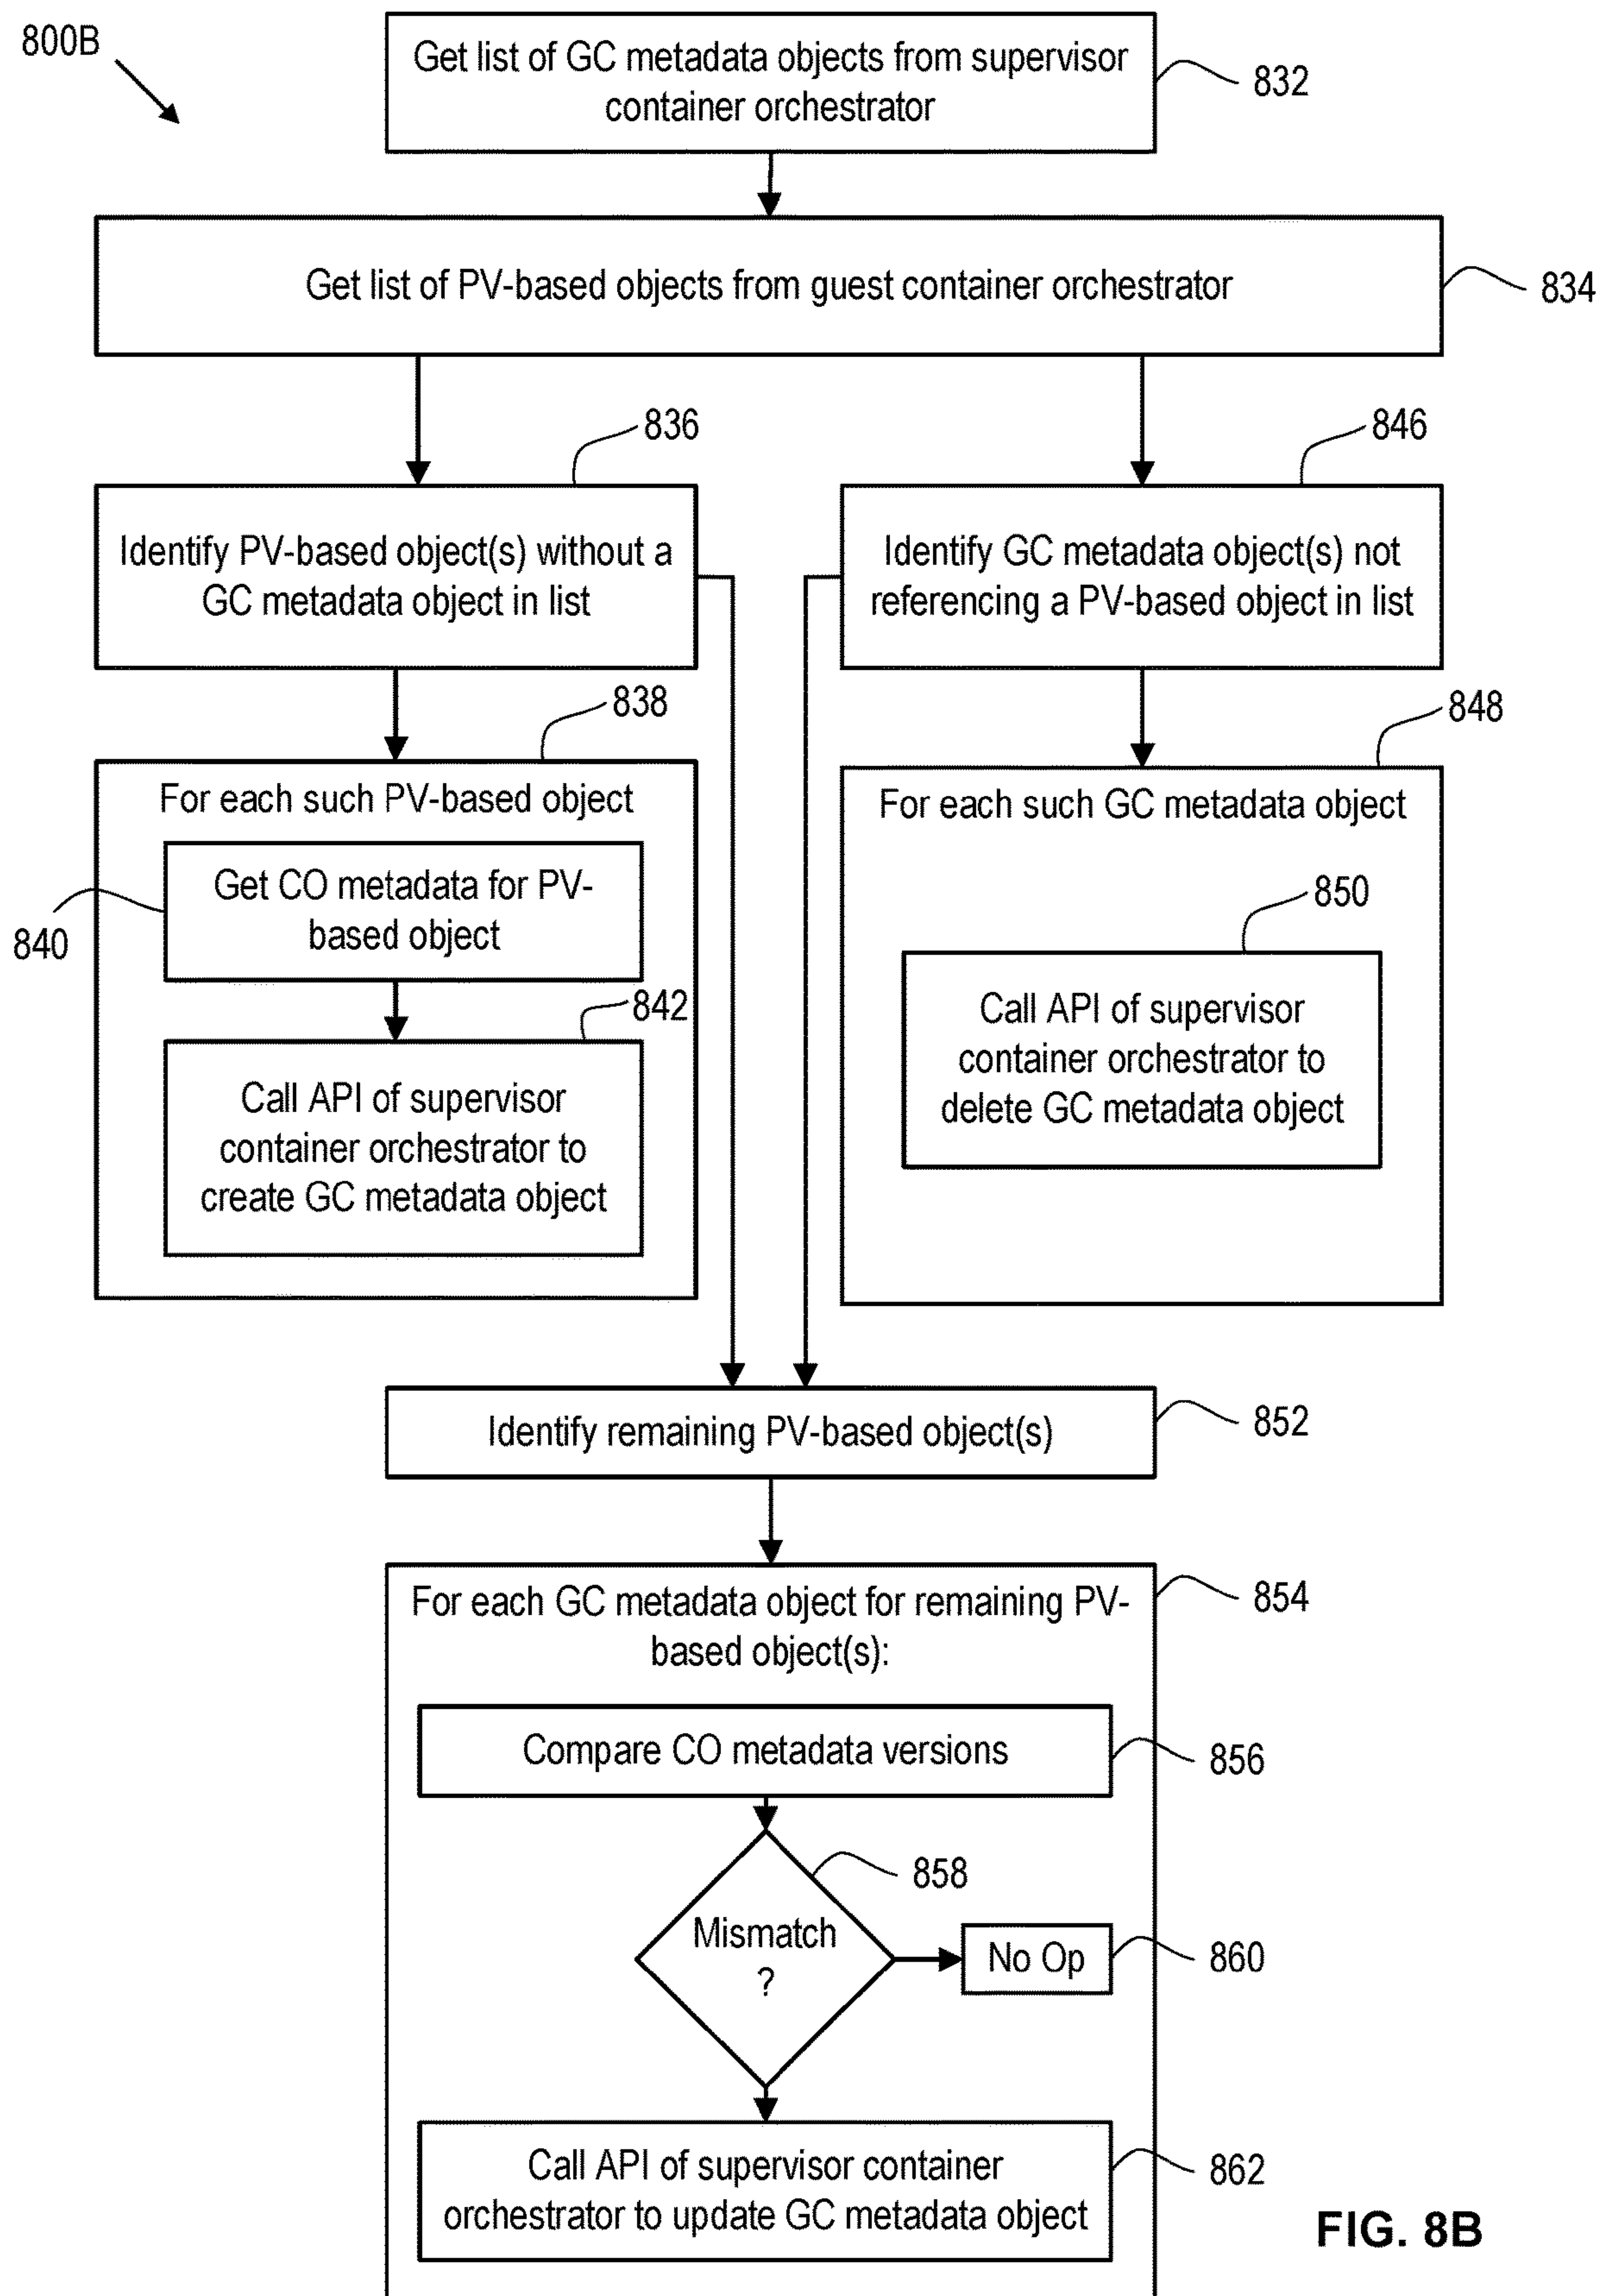 800B
Get list of GC metadata objects from supervisor
container orchestrator
832
Get list of PV-based objects from guest container orchestrator
834
836
846
Identify PV-based object(s) without a
GC metadata object in list
Identify GC metadata object(s) not
referencing a PV-based object in list
838
848
For each such PV-based object
For each such GC metadata object
Get CO metadata for PV-
based object
840
850
842
Call API of supervisor
container orchestrator to
create GC metadata object
Call API of supervisor
container orchestrator to
delete GC metadata object
Identify remaining PV-based object(s)
852
For each GC metadata object for remaining PV-
based object(s):
854
Compare CO metadata versions
856
858
Mismatch
?
No Op
860
Call API of supervisor container
orchestrator to update GC metadata object
862
FIG. 8B